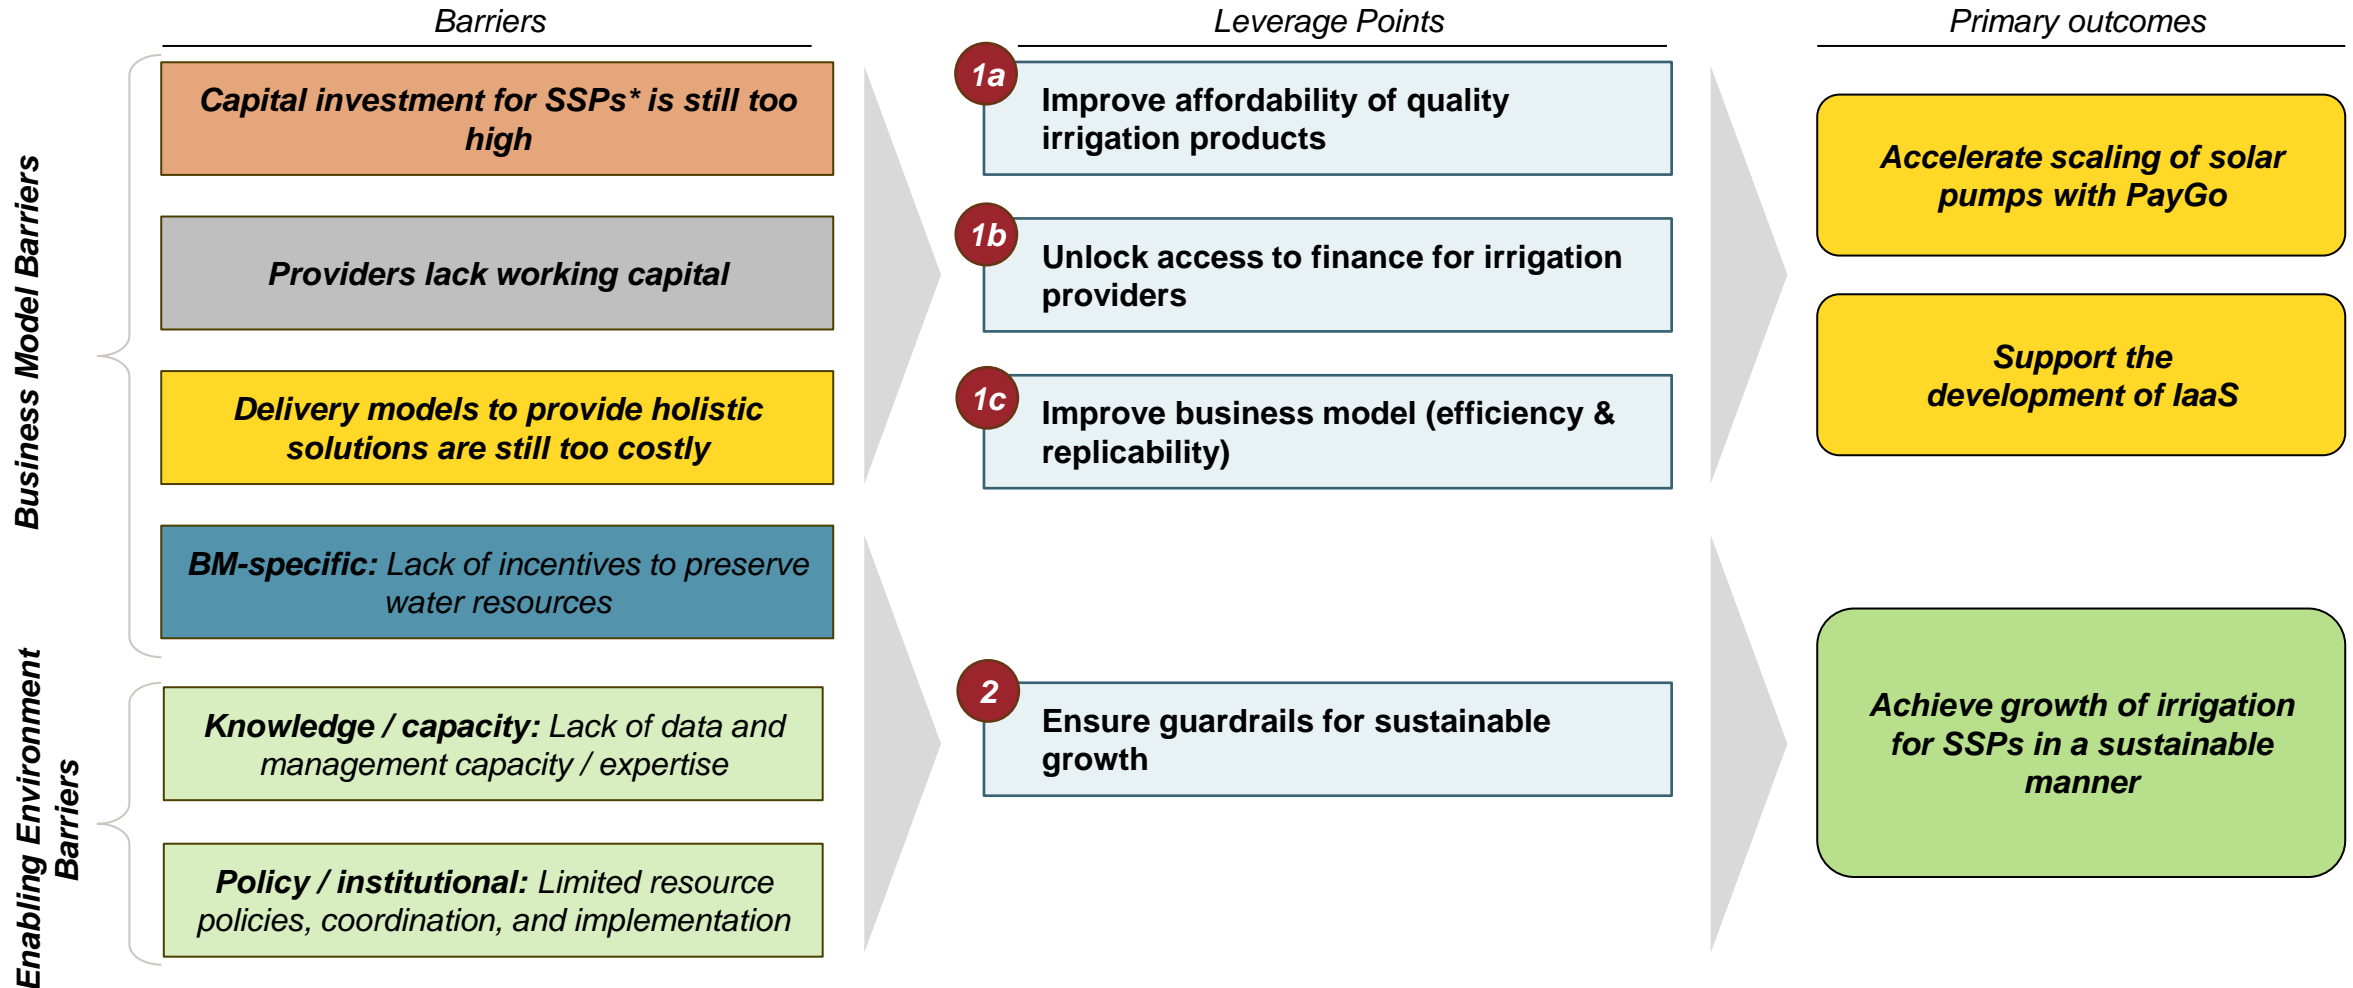 Barriers
Leverage Points
Primary outcomes
Business Model Barriers
Capital investment for SSPs* is still too
high
Providers lack working capital
Delivery models to provide holistic
solutions are still too costly
BM-specific: Lack of incentives to preserve
water resources
Enabling Environment
Barriers
Knowledge / capacity: Lack of data and
management capacity / expertise
Policy / institutional: Limited resource
policies, coordination, and implementation
1a
Improve affordability of quality
irrigation products
1b
Unlock access to finance for irrigation
providers
1c
Improve business model (efficiency &
replicability)
2
Ensure guardrails for sustainable
growth
Accelerate scaling of solar
pumps with PayGo
Support the
development of IaaS
Achieve growth of irrigation
for SSPs in a sustainable
manner